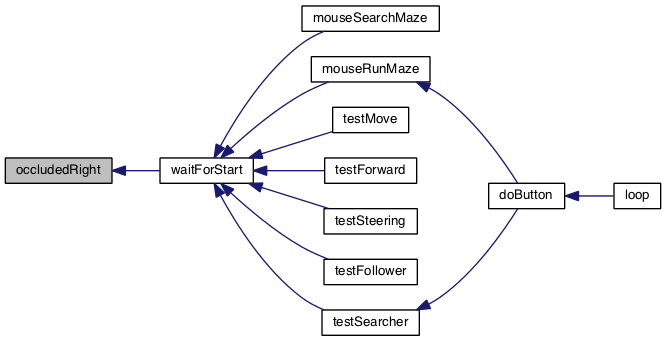 mouseSearchMaze
mouseRunMaze
testMove
occludedRight
waitForStart
testForward
doButton
loop
testSteering
testFollower
testSearcher